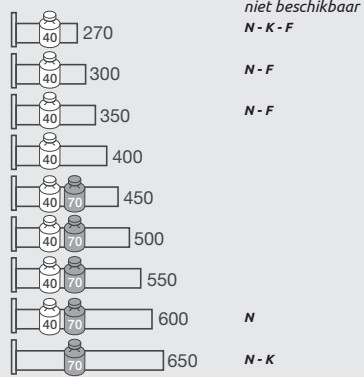 niet beschikbaar
40 270 N - K - F
40 300 N - F
40 350 N - F
40 400
40 70 450
40 70 500
40 70 550
40 70 600 N
70 650 N - K